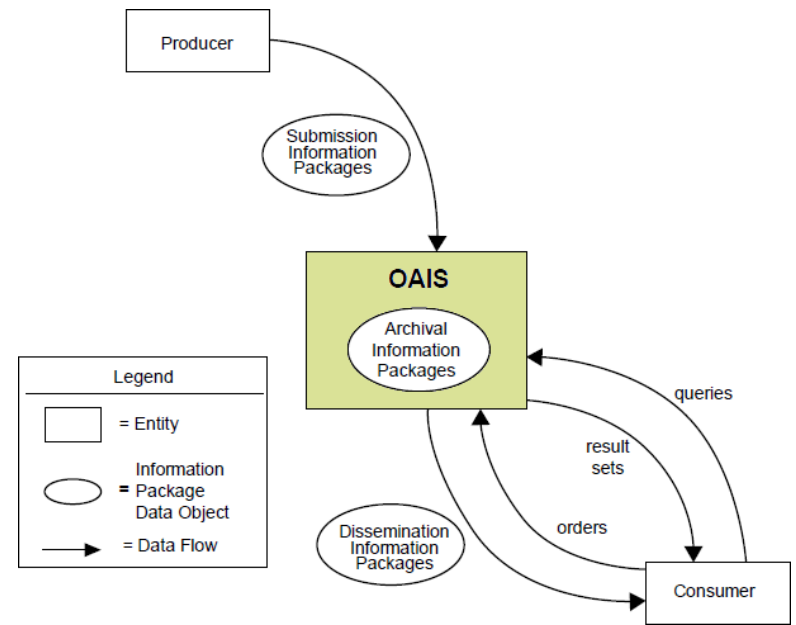 Producer
Submission
Information
Packages
OAIS
Archival
Information
Packages
Legend
= Entity
Information
= Package
Data Object
= Data Flow
queries
result
sets
orders
Dissemination
Information
Packages
Consumer